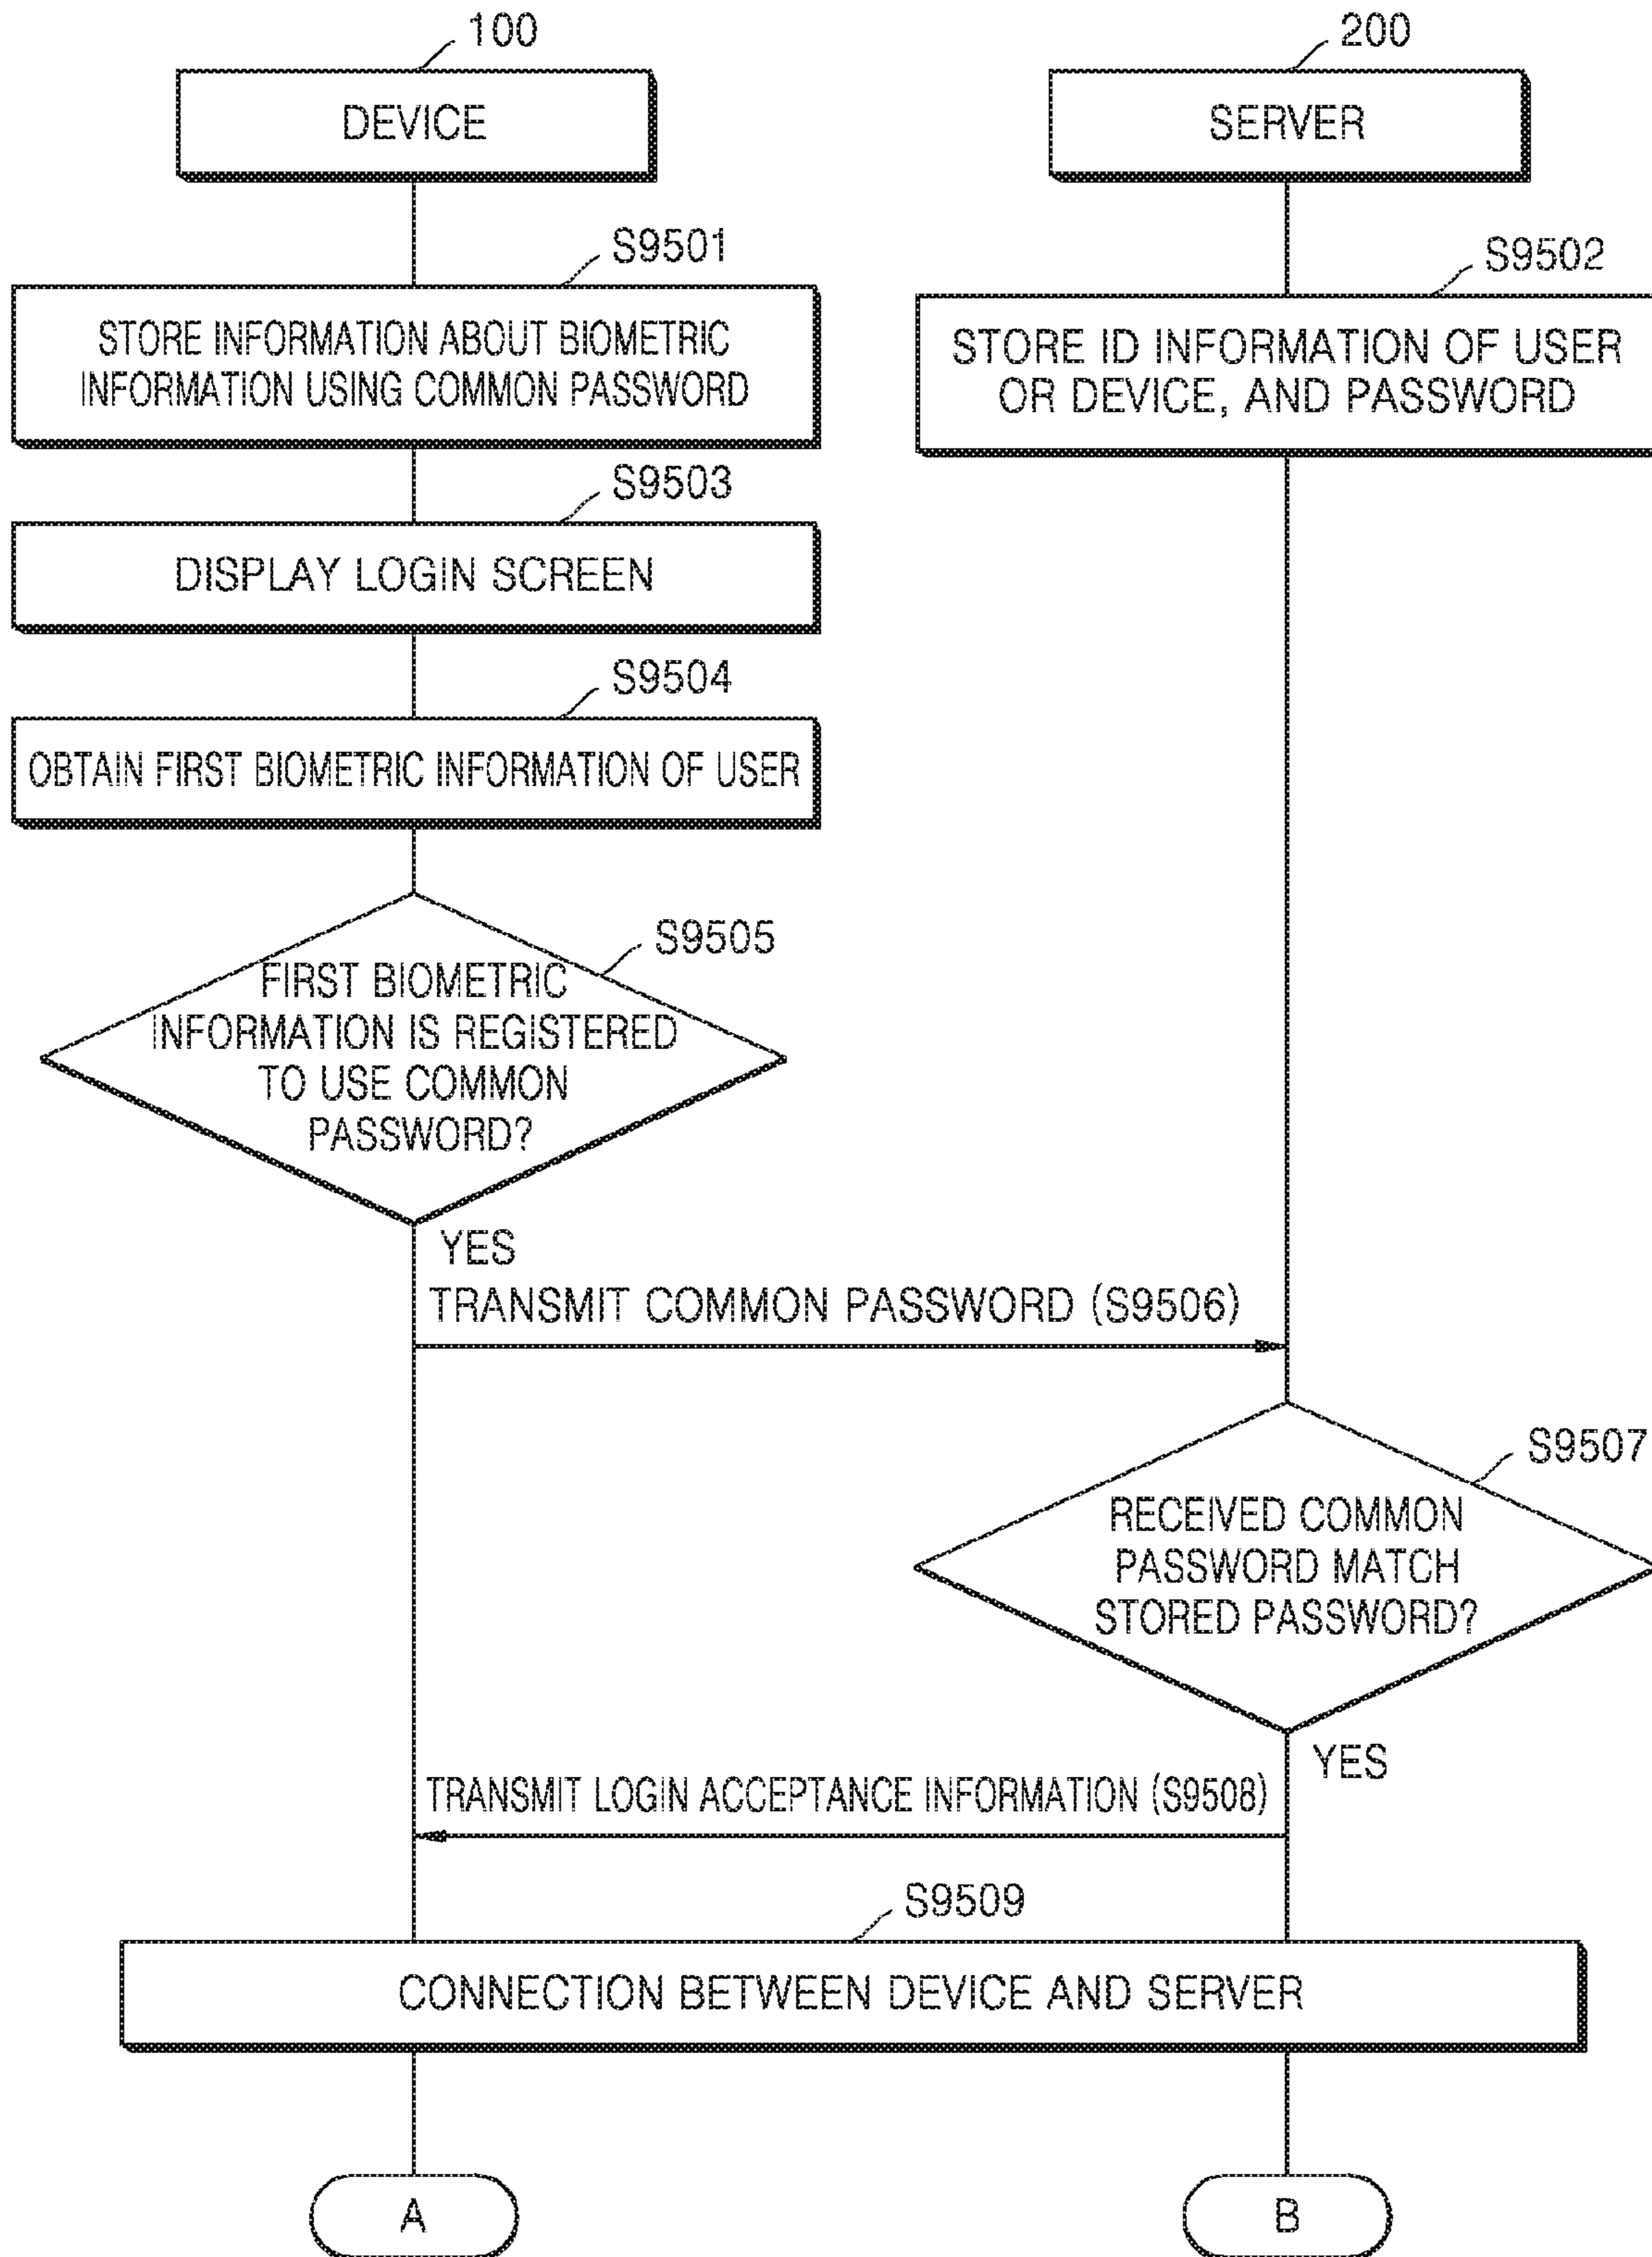 100
200
DEVICE
SERVER
S9501
S9502
STORE INFORMATION ABOUT BIOMETRIC
INFORMATION USING COMMON PASSWORD
STORE ID INFORMATION OF USER
OR DEVICE, AND PASSWORD
S9503
DISPLAY LOGIN SCREEN
S9504
OBTAIN FIRST BIOMETRIC INFORMATION OF USER
S9505
FIRST BIOMETRIC
INFORMATION IS REGISTERED
TO USE COMMON
PASSWORD?
YES
TRANSMIT COMMON PASSWORD (S9506)
S9507
RECEIVED COMMON
PASSWORD MATCH
STORED PASSWORD?
YES
TRANSMIT LOGIN ACCEPTANCE INFORMATION (S9508)
S9509
CONNECTION BETWEEN DEVICE AND SERVER
A
B